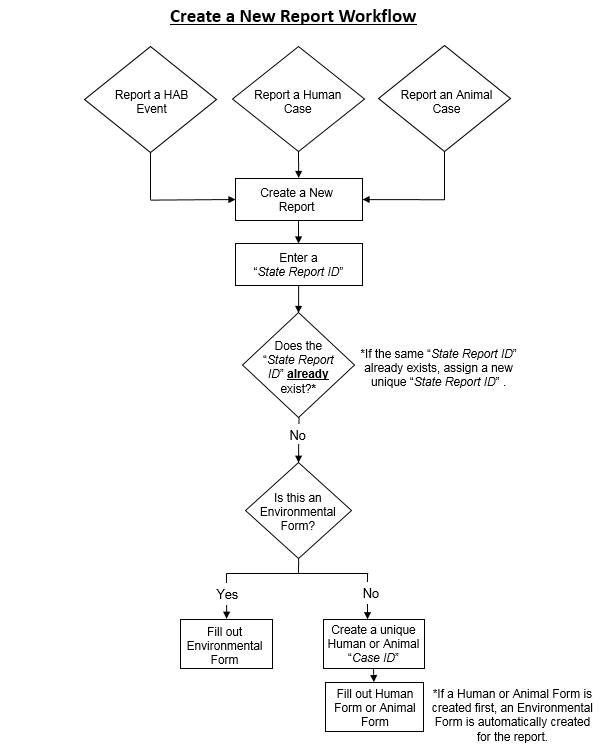 Create a New Report Workflow
Report a HAB
Event
Report a Human
Case
Report an Animal
Case
Create a New
Report
Enter a
“State Report ID”
Does the
“State Report
ID” already
exist?*
*If the same “State Report ID”
already exists, assign a new
unique “State Report ID” .
No
Is this an
Environmental
Form?
Yes
No
Fill out
Environmental
Form
Create a unique
Human or Animal
“Case ID”
Fill out Human
Form or Animal
Form
*If a Human or Animal Form is
created first, an Environmental
Form is automatically created
for the report.